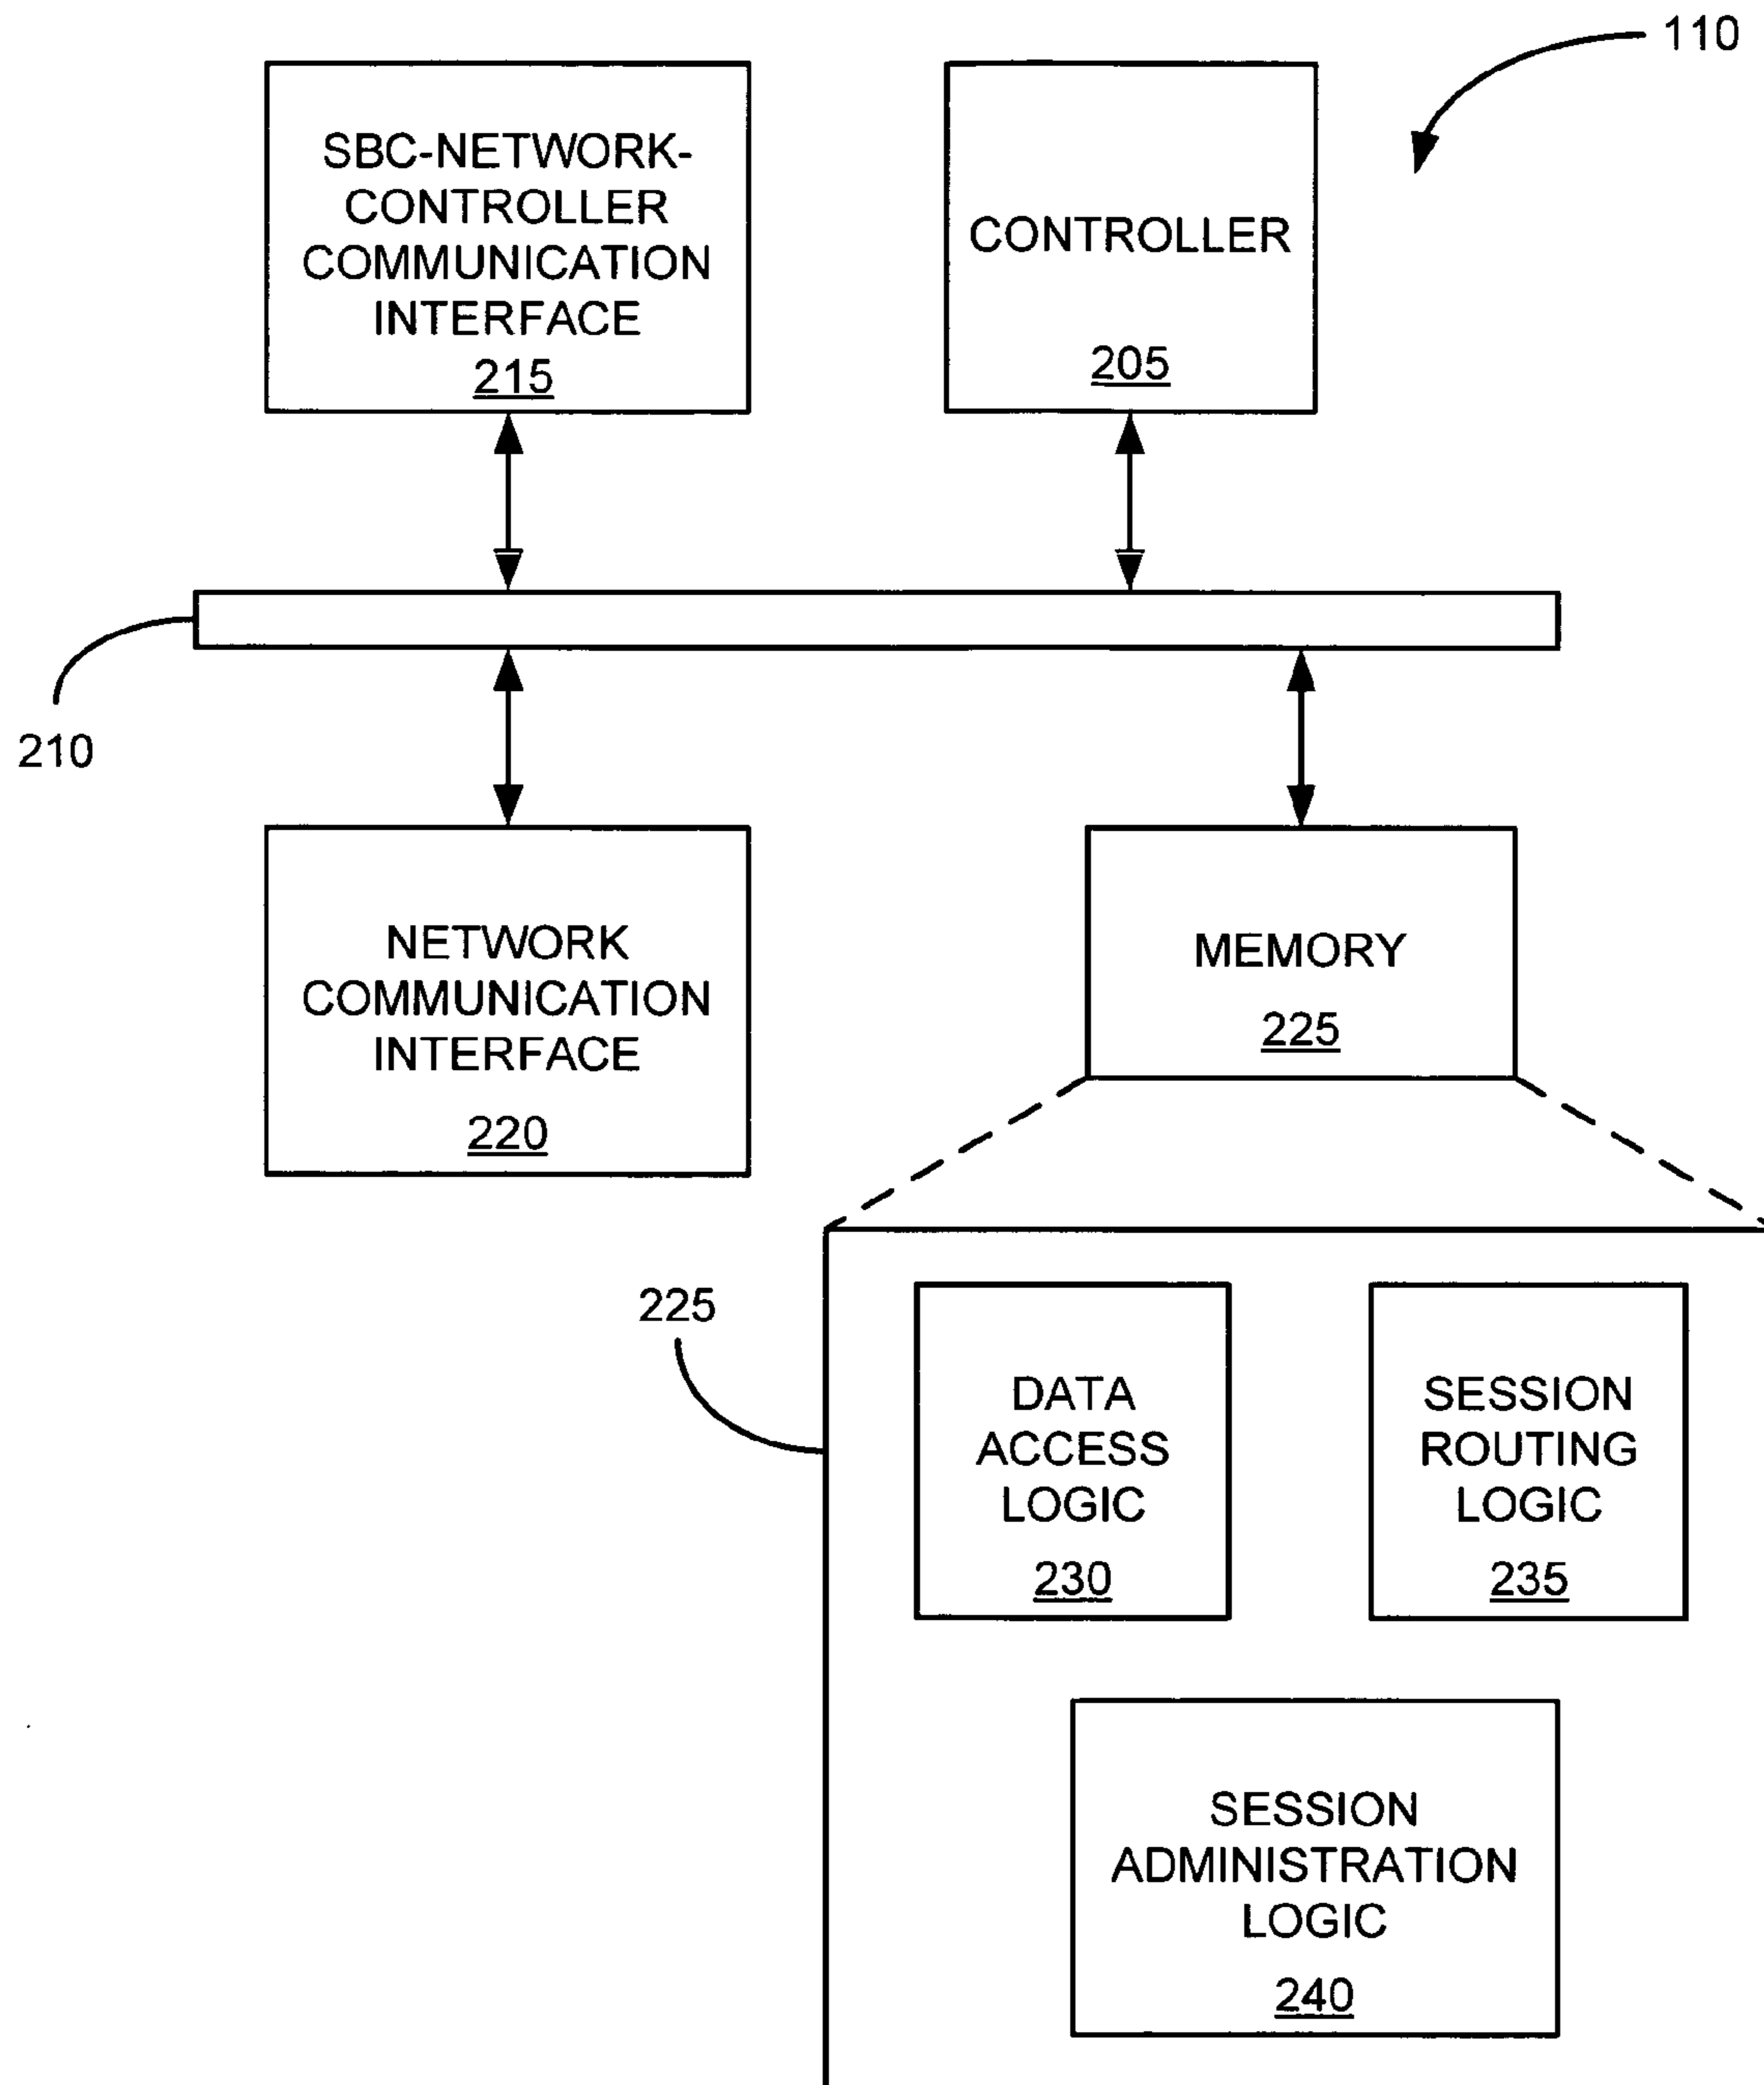 110
SBC-NETWORK-
CONTROLLER
COMMUNICATION
INTERFACE
215
CONTROLLER
205
210
NETWORK
COMMUNICATION
INTERFACE
220
MEMORY
225
225
DATA
ACCESS
LOGIC
230
SESSION
ROUTING
LOGIC
235
SESSION
ADMINISTRATION
LOGIC
240